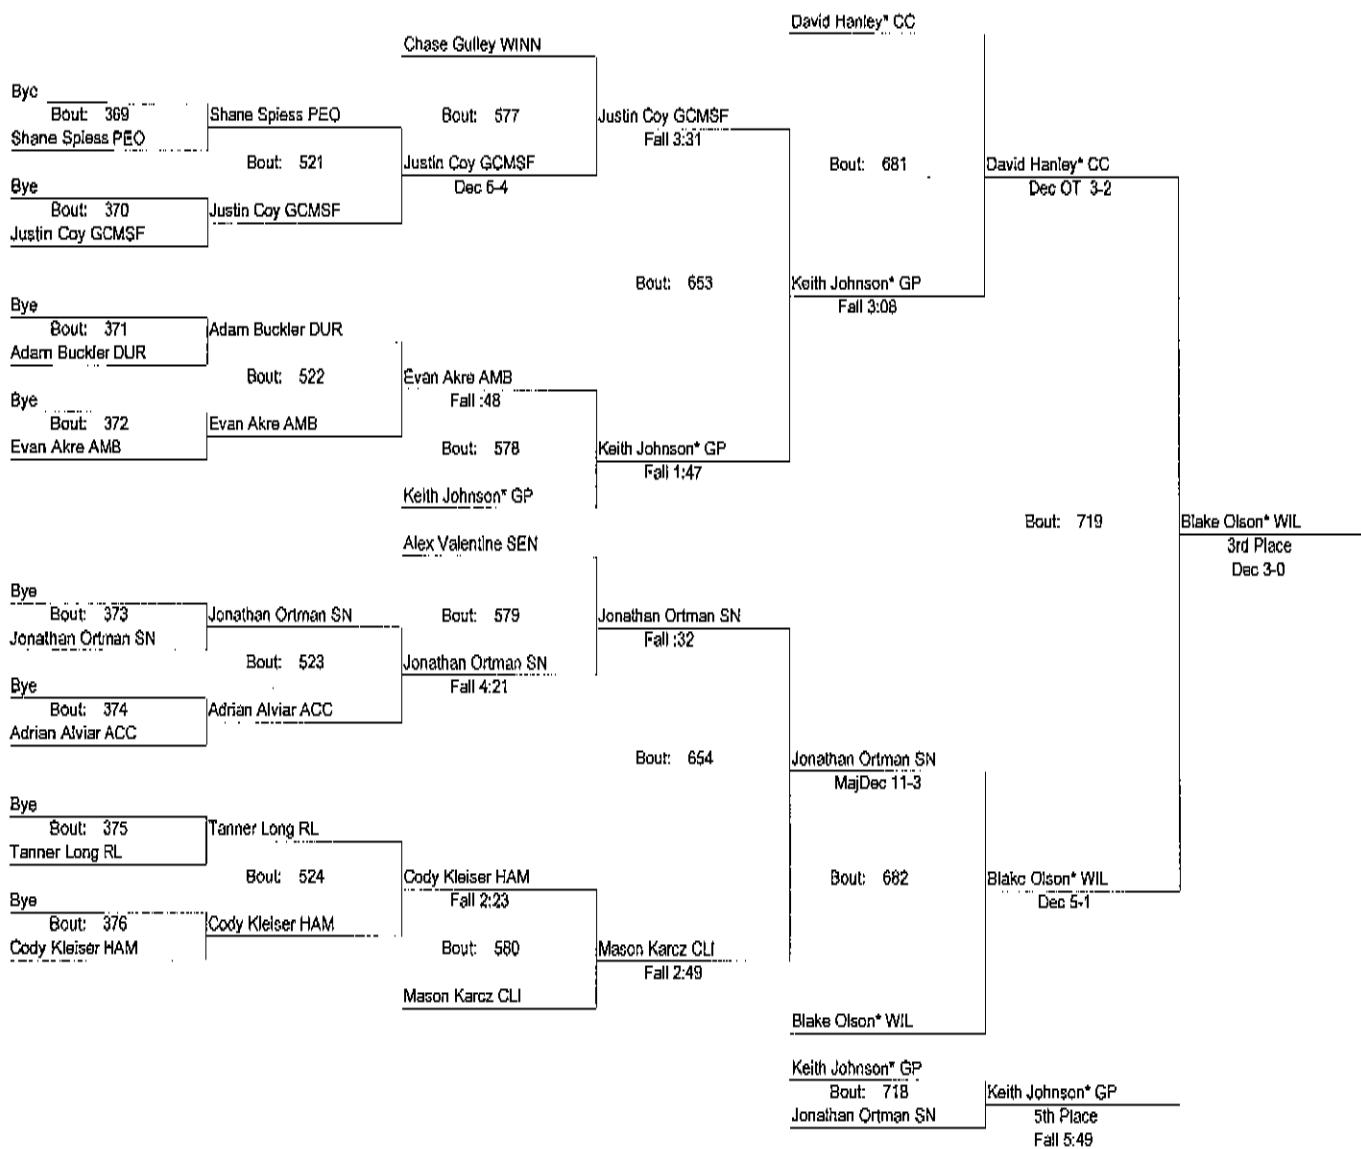 David Hanley* CC
Chase Gulley WINN
Bye
Bout: 369
Shane Spiess PEO
Shane Spiess PEO
Bout: 577
Justin Coy GCMSF
Fall 3:31
Bout: 521
Justin Coy GCMSF
Dec 6-4
Bout: 681
David Hanley* CC
Dec OT 3-2
Bye
Bout: 370
Justin Coy GCMSF
Justin Coy GCMSF
Bout: 653
Keith Johnson* GP
Fall 3:08
Bye
Bout: 371
Adam Buckler DUR
Adam Buckler DUR
Bout: 522
Evan Akre AMB
Fall :48
Bye
Bout: 372
Evan Akre AMB
Evan Akre AMB
Bout: 578
Keith Johnson* GP
Fall 1:47
Keith Johnson* GP
Bout: 719
Blake Olson* WIL
3rd Place
Dec 3-0
Alex Valentine SEN
Bye
Bout: 373
Jonathan Ortman SN
Jonathan Ortman SN
Bout: 579
Jonathan Ortman SN
Fall :32
Bout: 523
Jonathan Ortman SN
Fall 4:21
Bye
Bout: 374
Adrian Alviar ACC
Adrian Alviar ACC
Bout: 654
Jonathan Ortman SN
MajDec 11-3
Bye
Bout: 375
Tanner Long RL
Tanner Long RL
Bout: 524
Cody Kleiser HAM
Fall 2:23
Bout: 682
Blake Olson* WIL
Dec 5-1
Bye
Bout: 376
Cody Kleiser HAM
Cody Kleiser HAM
Bout: 580
Mason Karcz CLI
Fall 2:49
Mason Karcz CLI
Blake Olson* WIL
Keith Johnson* GP
Bout: 718
Jonathan Ortman SN
Keith Johnson* GP
5th Place
Fall 5:49